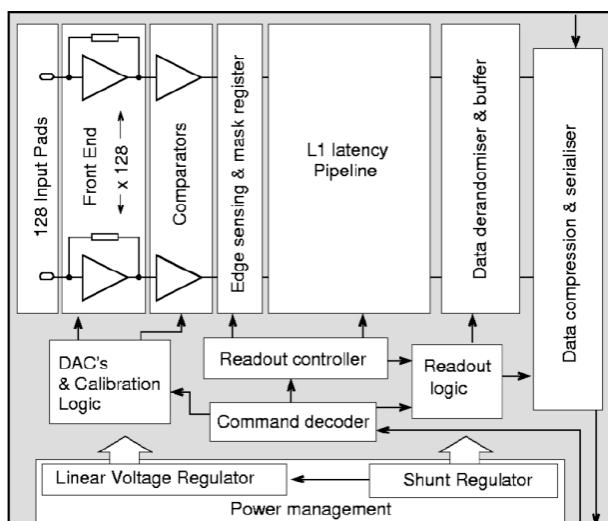 128 Input Pads
Front End
x 128
Comparators
Edge sensing & mask register
L1 latency
Pipeline
Data derandomiser & buffer
Data compression & serialiser
DAC's
& Calibration
Logic
Readout controller
Readout
logic
Command decoder
Linear Voltage Regulator
Shunt Regulator
Power management